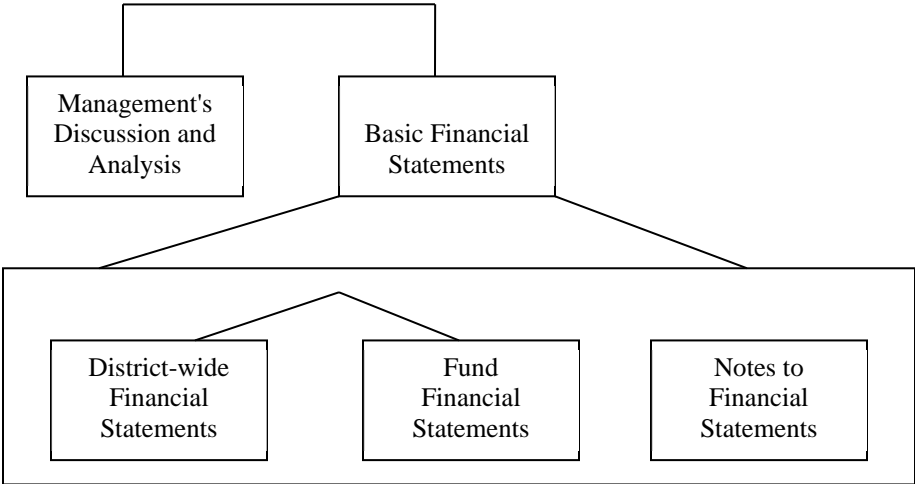 Management's
Discussion and
Analysis
Basic Financial
Statements
District-wide
Financial
Statements
Fund
Financial
Statements
Notes to
Financial
Statements